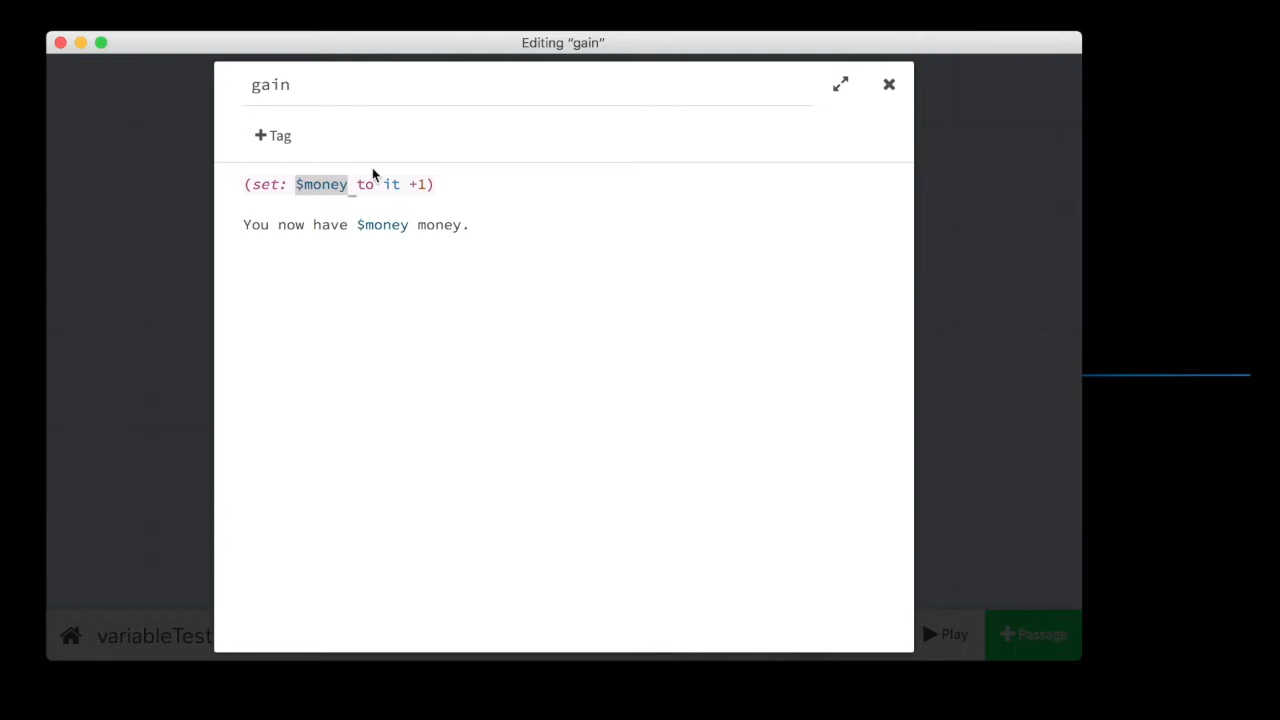 Editing “gain”
gain
+ Tag
(set: $money to it +1)
You now have $money money.
variableTest
Play
+ Passage